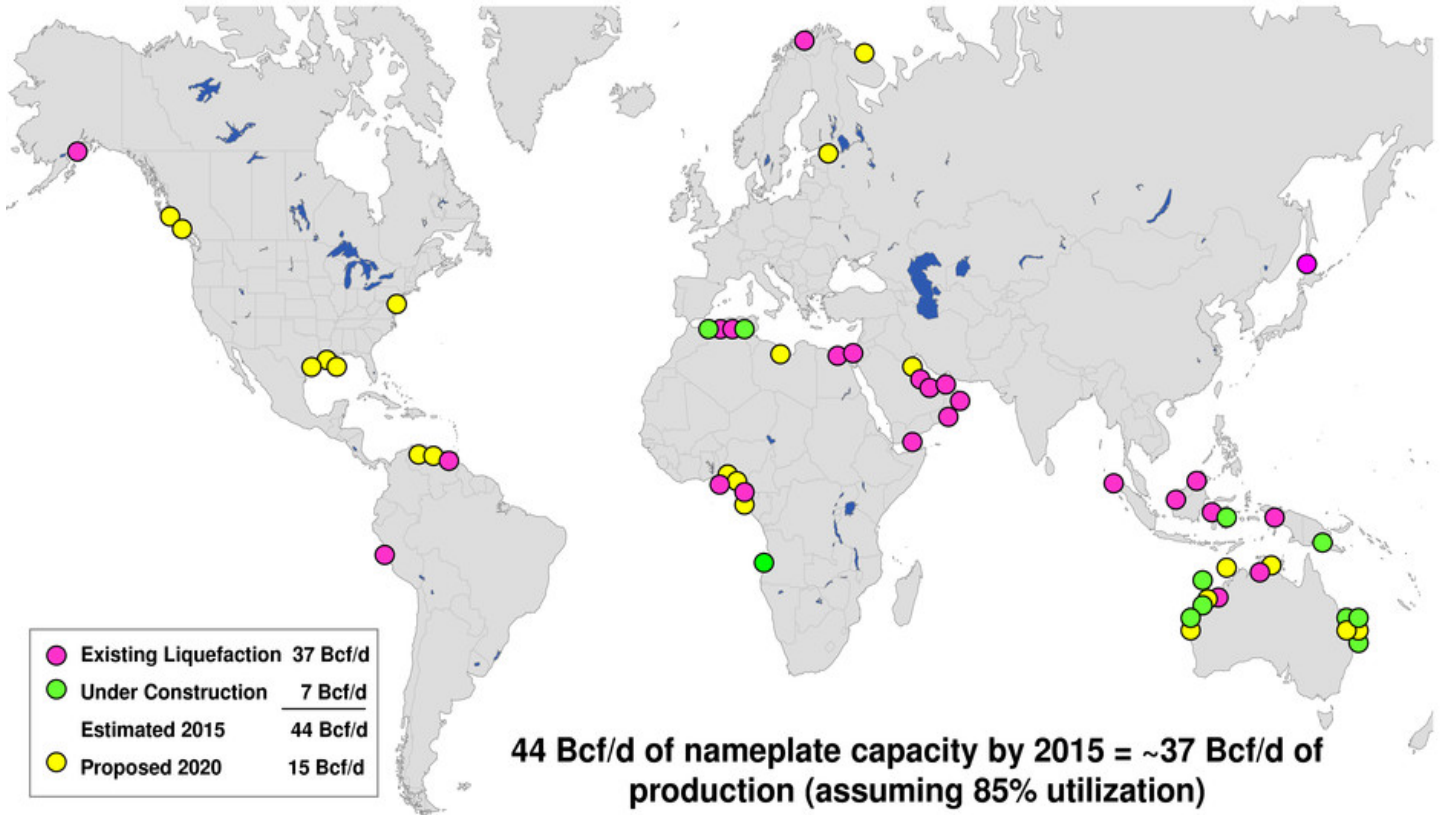 Existing Liquefaction 37 Bcf/d
Under Construction 7 Bcf/d
Estimated 2015 44 Bcf/d
Proposed 2020 15 Bcf/d
44 Bcf/d of nameplate capacity by 2015 = ~37 Bcf/d of
production (assuming 85% utilization)